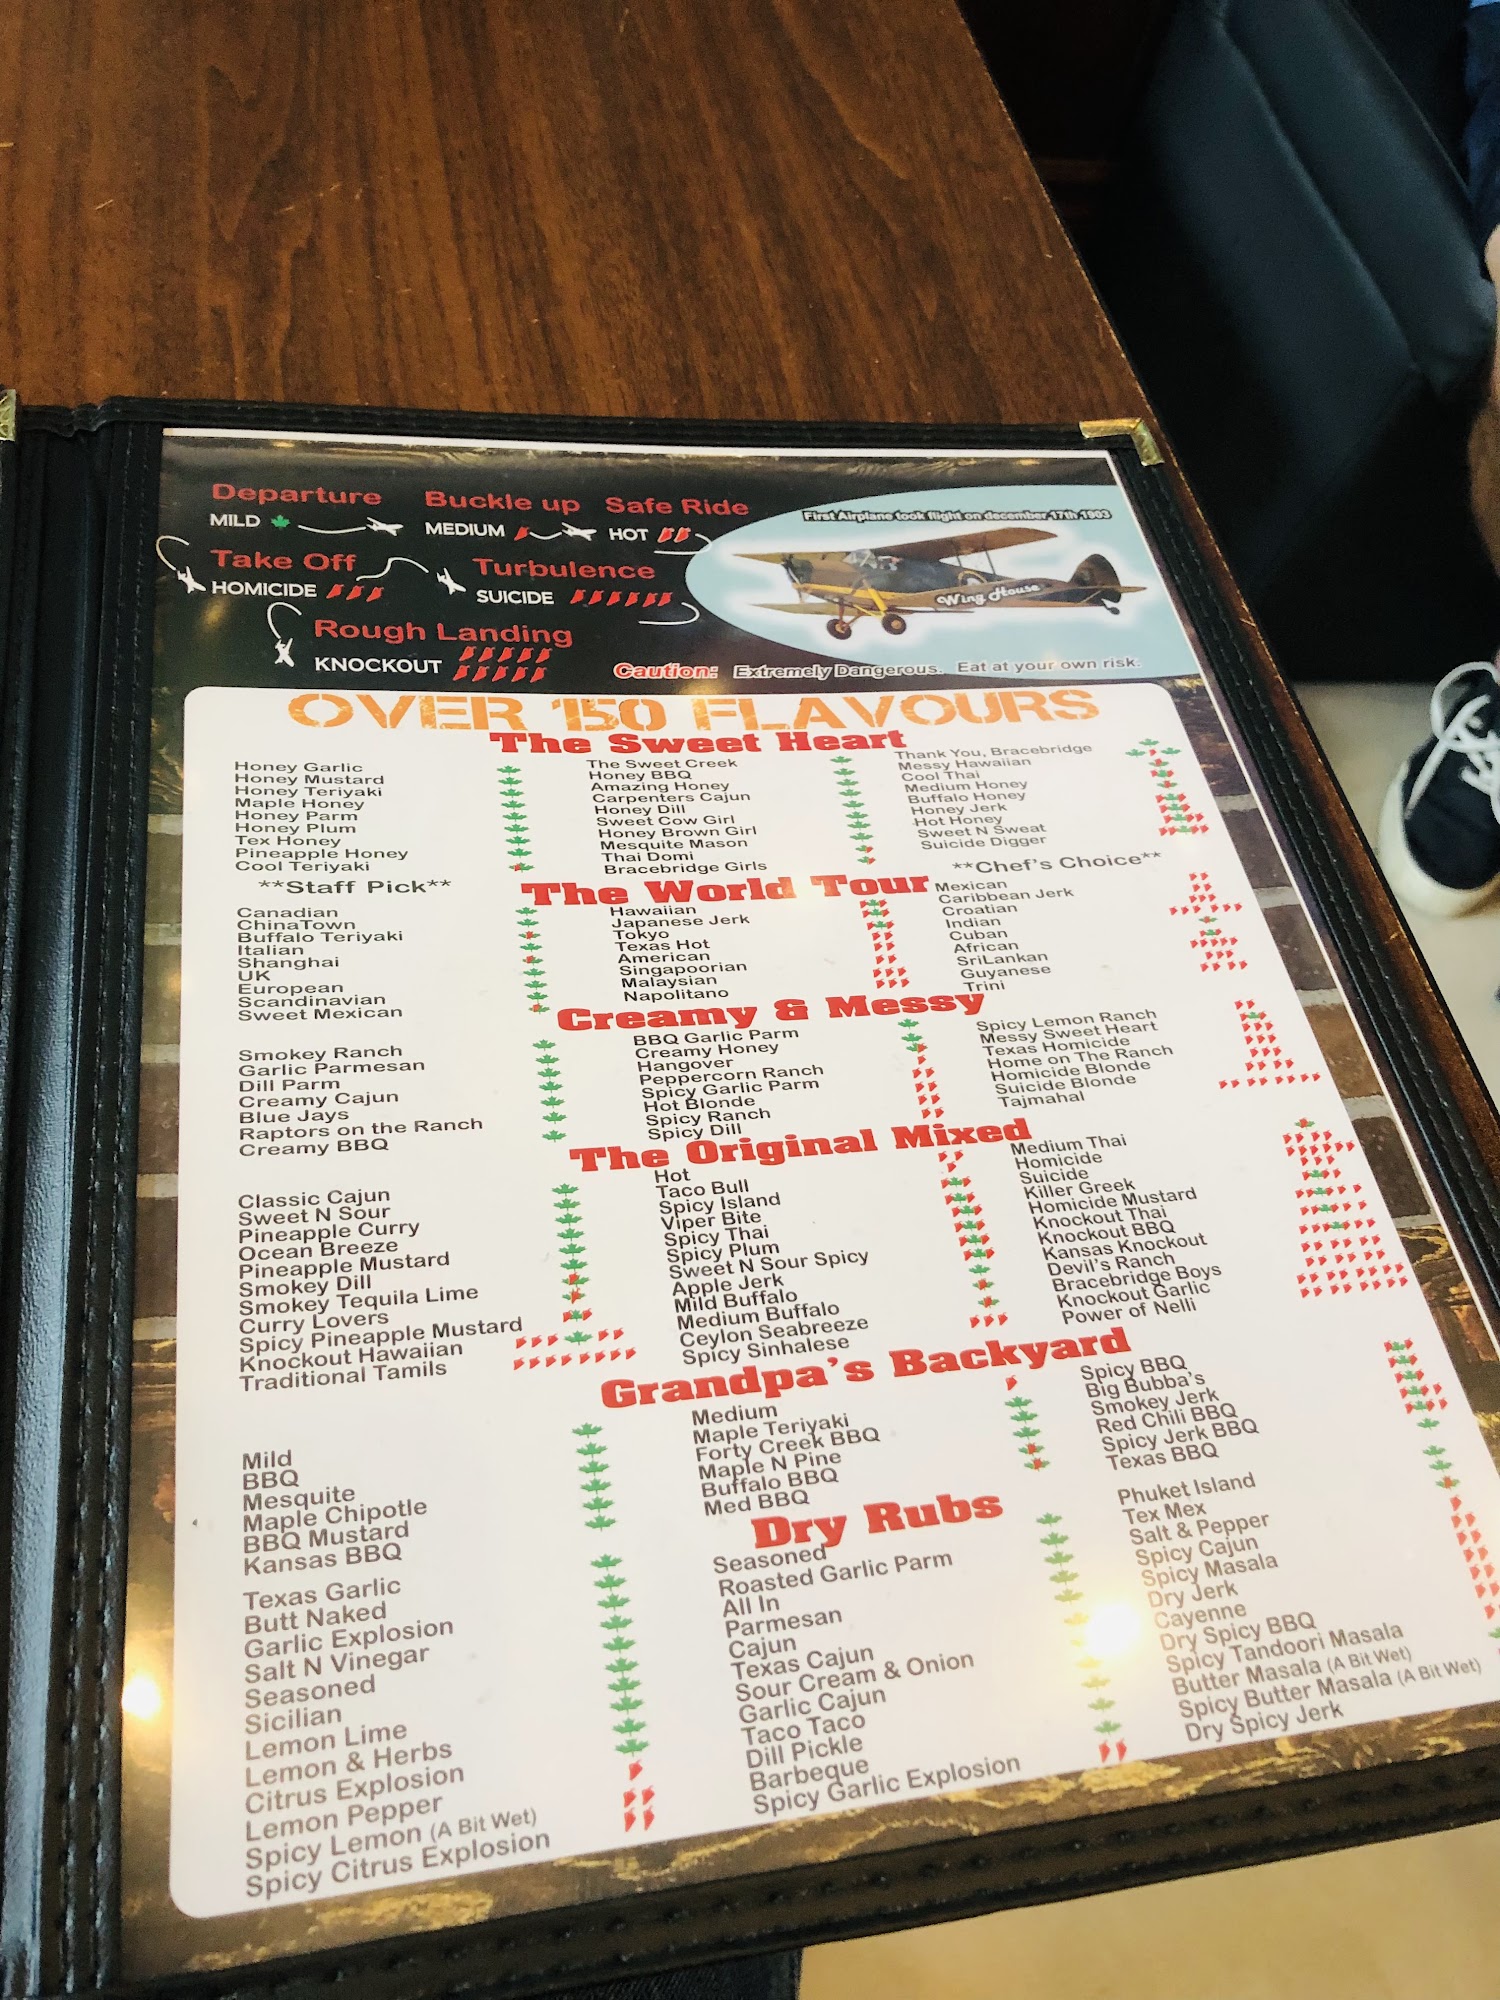 Departure Buckle up Safe Ride
MILD MEDIUM HOT
First Airplane took flight on december 17th 1903
Take Off Turbulence
HOMICIDE SUICIDE
Wing House
Rough Landing
KNOCKOUT
Caution: Extremely Dangerous. Eat at your own risk.
OVER 150 FLAVOURS
The Sweet Heart
Honey Garlic
Honey Mustard
Honey Teriyaki
Maple Honey
Honey Parm
Honey Plum
Tex Honey
Pineapple Honey
Cool Teriyaki
The Sweet Creek
Honey BBQ
Amazing Honey
Carpenters Cajun
Honey Dill
Sweet Cow Girl
Honey Brown Girl
Mesquite Mason
Thai Domi
Bracebridge Girls
Thank You, Bracebridge
Messy Hawaiian
Cool Thai
Medium Honey
Buffalo Honey
Honey Jerk
Hot Honey
Sweet N Sweat
Suicide Digger
**Staff Pick**
The World Tour
**Chef's Choice**
Canadian
ChinaTown
Buffalo Teriyaki
Italian
Shanghai
UK
European
Scandinavian
Sweet Mexican
Hawaiian
Japanese Jerk
Tokyo
Texas Hot
American
Singapoorian
Malaysian
Napolitano
Mexican
Caribbean Jerk
Croatian
Indian
Cuban
African
SriLankan
Guyanese
Trini
Creamy & Messy
Smokey Ranch
Garlic Parmesan
Dill Parm
Creamy Cajun
Blue Jays
Raptors on the Ranch
Creamy BBQ
BBQ Garlic Parm
Creamy Honey
Hangover
Peppercorn Ranch
Spicy Garlic Parm
Hot Blonde
Spicy Ranch
Spicy Dill
Spicy Lemon Ranch
Messy Sweet Heart
Texas Homicide
Home on The Ranch
Homicide Blonde
Suicide Blonde
Tajmahal
The Original Mixed
Classic Cajun
Sweet N Sour
Pineapple Curry
Ocean Breeze
Pineapple Mustard
Smokey Dill
Smokey Tequila Lime
Curry Lovers
Spicy Pineapple Mustard
Knockout Hawaiian
Traditional Tamils
Hot
Taco Bull
Spicy Island
Viper Bite
Spicy Thai
Spicy Plum
Sweet N Sour Spicy
Apple Jerk
Mild Buffalo
Medium Buffalo
Ceylon Seabreeze
Spicy Sinhalese
Medium Thai
Homicide
Suicide
Killer Greek
Homicide Mustard
Knockout Thai
Knockout BBQ
Kansas Knockout
Devil's Ranch
Bracebridge Boys
Knockout Garlic
Power of Nelli
Grandpa's Backyard
Mild
BBQ
Mesquite
Maple Chipotle
BBQ Mustard
Kansas BBQ
Medium
Maple Teriyaki
Forty Creek BBQ
Maple N Pine
Buffalo BBQ
Med BBQ
Spicy BBQ
Big Bubba's
Smokey Jerk
Red Chili BBQ
Spicy Jerk BBQ
Texas BBQ
Dry Rubs
Texas Garlic
Butt Naked
Garlic Explosion
Salt N Vinegar
Seasoned
Sicilian
Lemon Lime
Lemon & Herbs
Citrus Explosion
Lemon Pepper
Spicy Lemon (A Bit Wet)
Spicy Citrus Explosion
Seasoned
Roasted Garlic Parm
All In
Parmesan
Cajun
Texas Cajun
Sour Cream & Onion
Garlic Cajun
Taco Taco
Dill Pickle
Barbeque
Spicy Garlic Explosion
Phuket Island
Tex Mex
Salt & Pepper
Spicy Cajun
Spicy Masala
Dry Jerk
Cayenne
Dry Spicy BBQ
Spicy Tandoori Masala
Butter Masala (A Bit Wet)
Spicy Butter Masala (A Bit Wet)
Dry Spicy Jerk